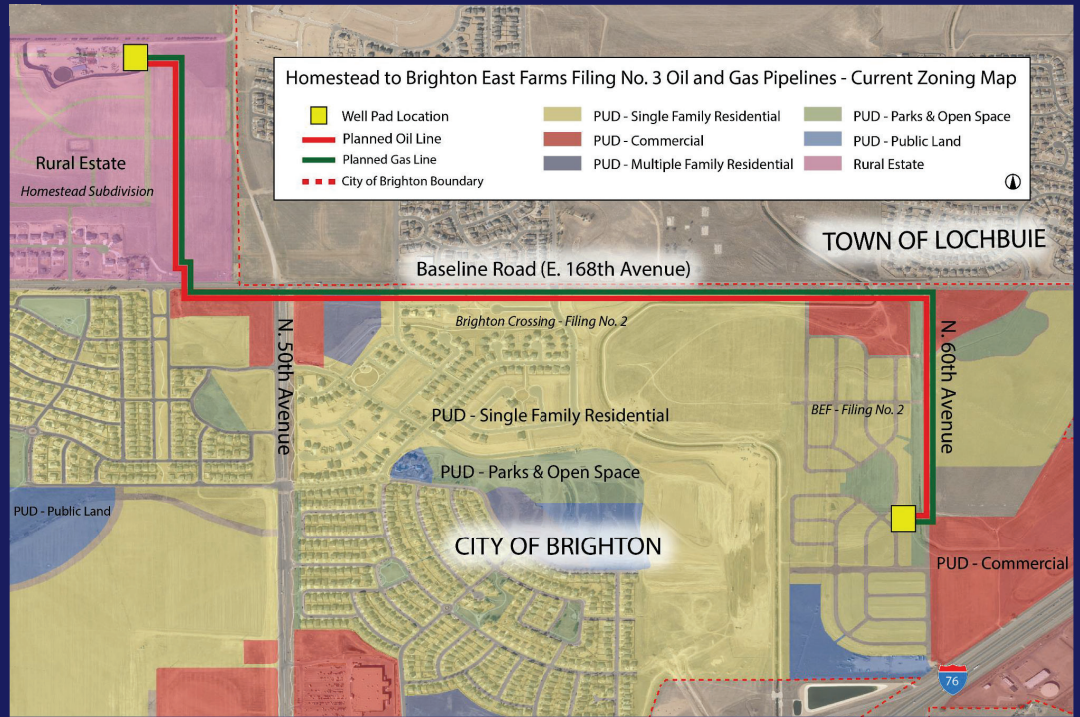 Homestead to Brighton East Farms Filing No. 3 Oil and Gas Pipelines - Current Zoning Map
Well Pad Location
Planned Oil Line
Planned Gas Line
City of Brighton Boundary
PUD - Single Family Residential
PUD - Commercial
PUD - Multiple Family Residential
PUD - Parks & Open Space
PUD - Public Land
Rural Estate
Rural Estate
Homestead Subdivision
TOWN OF LOCHBUIE
Baseline Road (E. 168th Avenue)
Brighton Crossing - Filing No. 2
N. 50th Avenue
N. 60th Avenue
PUD - Single Family Residential
BEF - Filing No. 2
PUD - Parks & Open Space
PUD - Public Land
CITY OF BRIGHTON
PUD - Commercial
76